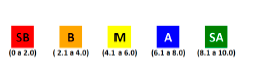 SB B M A SA
(0 a 2.0) ( 2.1 a 4.0) (4.1 a 6.0) (6.1 a 8.0) (8.1 a 10.0)